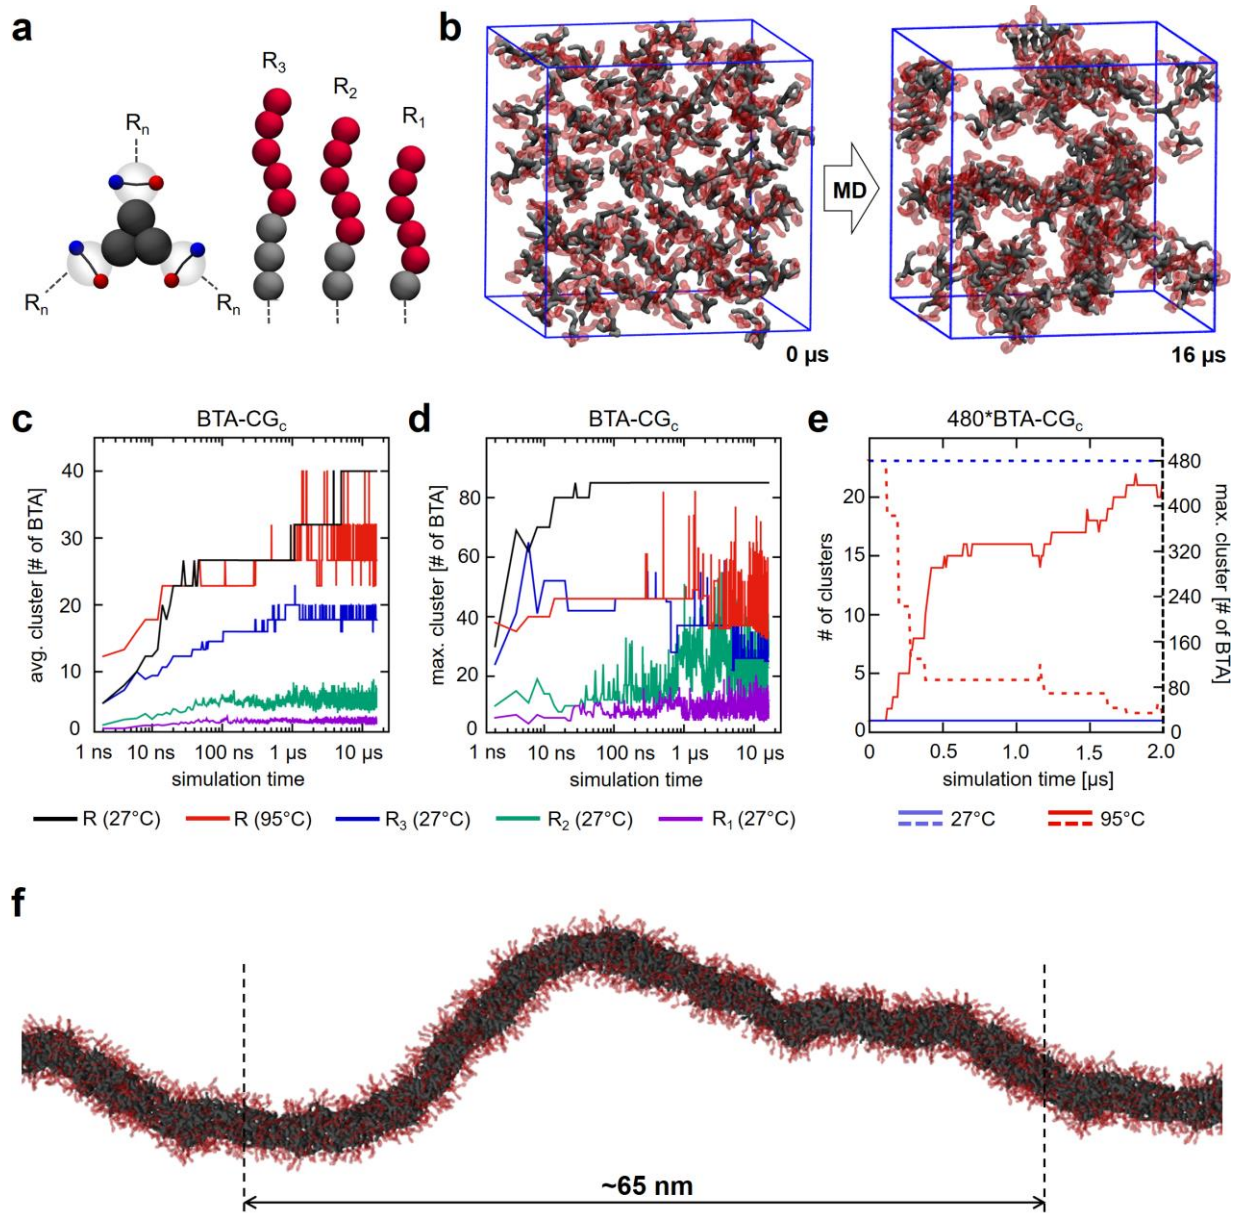 a
R₃
R₂
R₁
Rₙ
Rₙ
Rₙ
b
MD
0 µs
16 µs
c
BTA-CG꜀
avg. cluster [# of BTA]
40
30
20
10
0
1 ns
10 ns
100 ns
1 µs
10 µs
simulation time
d
BTA-CG꜀
max. cluster [# of BTA]
80
60
40
20
0
1 ns
10 ns
100 ns
1 µs
10 µs
simulation time
e
480*BTA-CG꜀
# of clusters
20
15
10
5
0
480
400
320
240
160
80
0
max. cluster [# of BTA]
0
0.5
1.0
1.5
2.0
simulation time [µs]
R (27°C)
R (95°C)
R₃ (27°C)
R₂ (27°C)
R₁ (27°C)
27°C
95°C
f
~65 nm